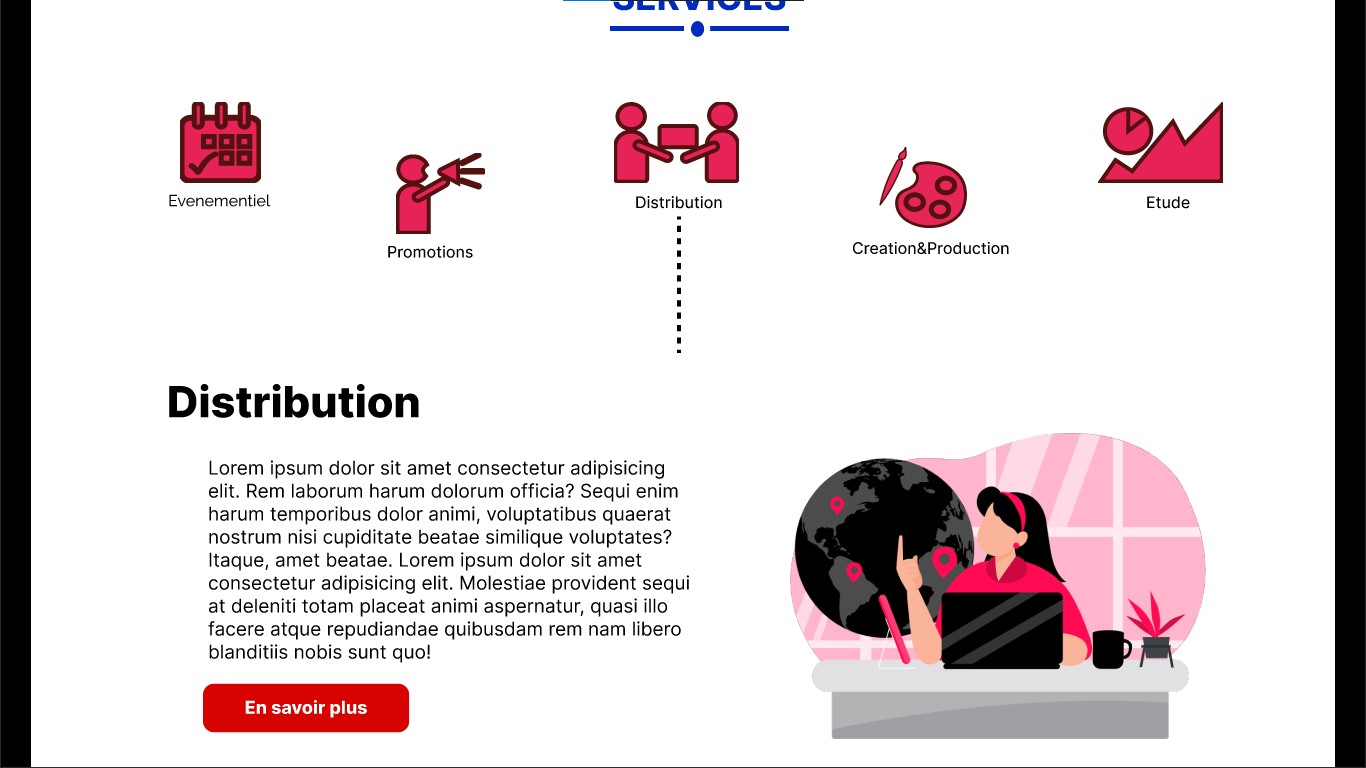 SERVICES
Evenementiel
Promotions
Distribution
Creation&Production
Etude
Distribution
Lorem ipsum dolor sit amet consectetur adipisicing
elit. Rem laborum harum dolorum officia? Sequi enim
harum temporibus dolor animi, voluptatibus quaerat
nostrum nisi cupiditate beatae similique voluptates?
Itaque, amet beatae. Lorem ipsum dolor sit amet
consectetur adipisicing elit. Molestiae provident sequi
at deleniti totam placeat animi aspernatur, quasi illo
facere atque repudiandae quibusdam rem nam libero
blanditiis nobis sunt quo!
En savoir plus